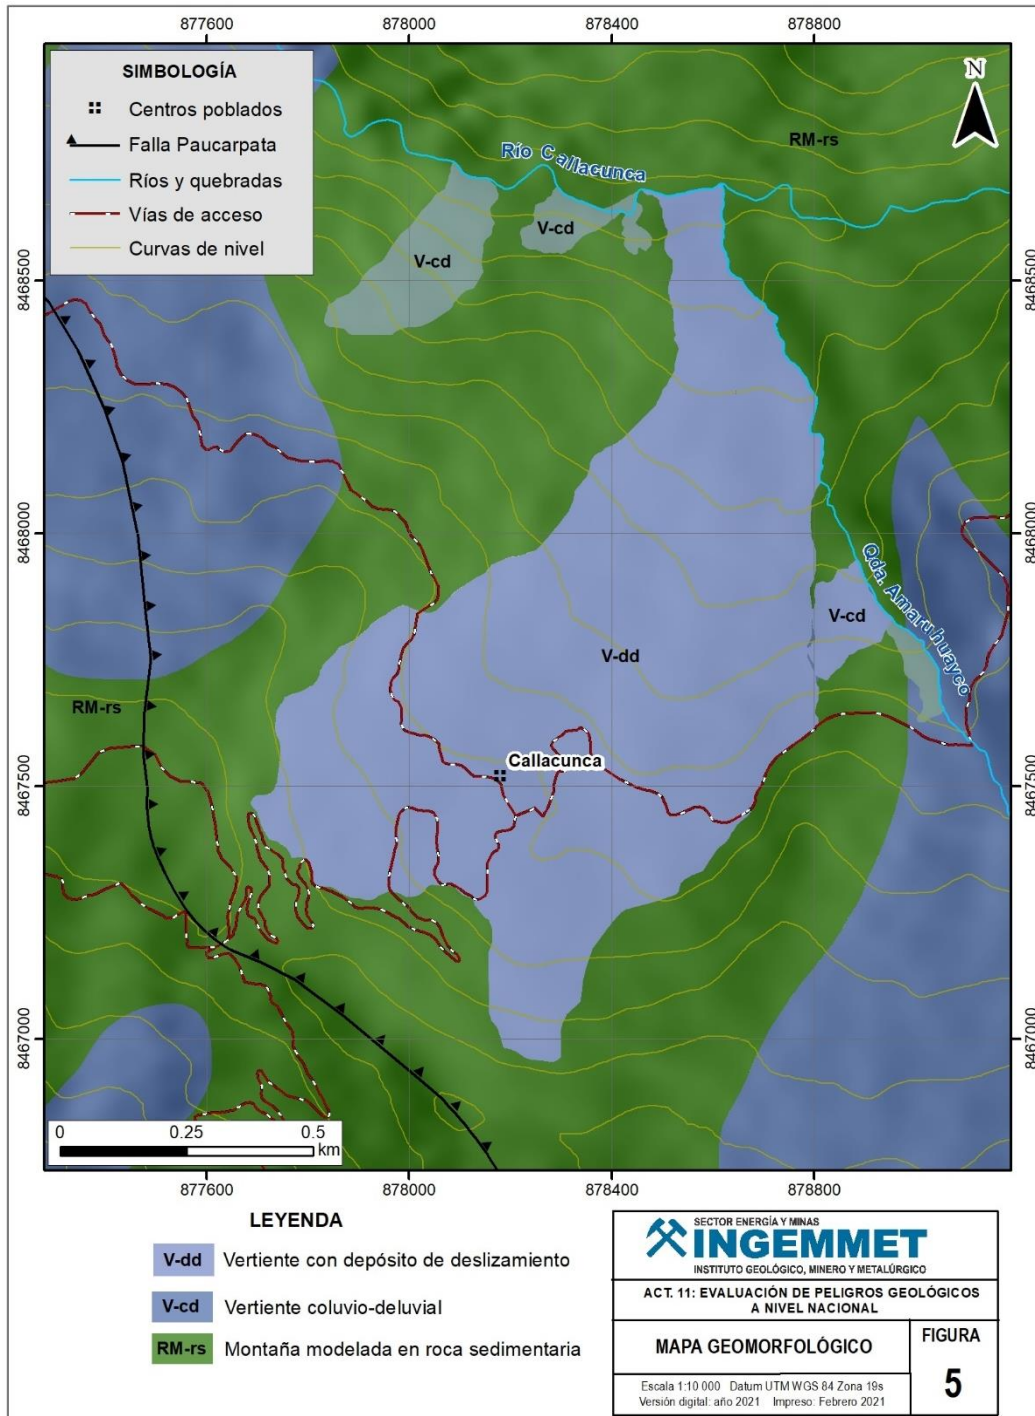 877600 878000 878400 878800
SIMBOLOGÍA
Centros poblados
Falla Paucarpata
Ríos y quebradas
Vías de acceso
Curvas de nivel
N
RM-rs
Río Callacunca
V-cd
V-cd
8468500
8468500
8468000
8468000
Qda. Amaruhuayco
V-cd
V-dd
RM-rs
Callacunca
8467500
8467500
8467000
8467000
0 0.25 0.5
km
877600 878000 878400 878800
LEYENDA
V-dd Vertiente con depósito de deslizamiento
V-cd Vertiente coluvio-deluvial
RM-rs Montaña modelada en roca sedimentaria
SECTOR ENERGÍA Y MINAS
INGEMMET
INSTITUTO GEOLÓGICO, MINERO Y METALÚRGICO
ACT. 11: EVALUACIÓN DE PELIGROS GEOLÓGICOS
A NIVEL NACIONAL
MAPA GEOMORFOLÓGICO
FIGURA
5
Escala 1:10 000 Datum UTM WGS 84 Zona 19s
Versión digital: año 2021 Impreso: Febrero 2021